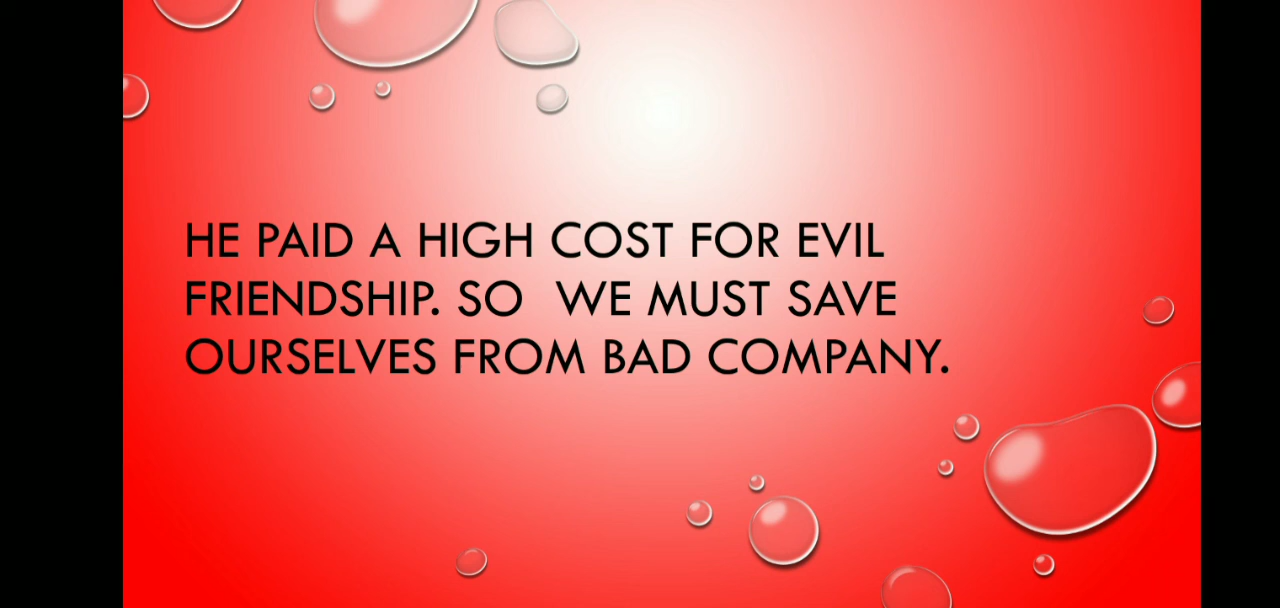 HE PAID A HIGH COST FOR EVIL
FRIENDSHIP. SO  WE MUST SAVE
OURSELVES FROM BAD COMPANY.